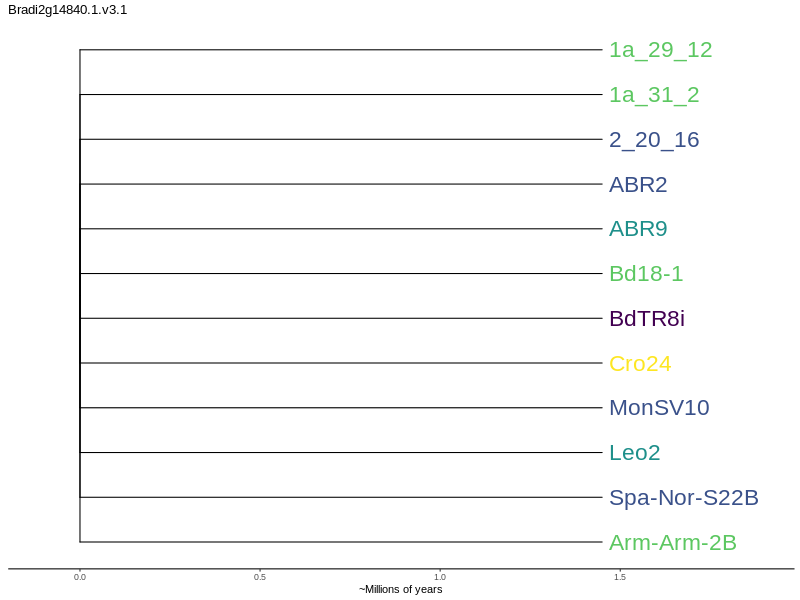 Bradi2g14840.1.v3.1
1a_29_12
1a_31_2
2_20_16
ABR2
ABR9
Bd18-1
BdTR8i
Cro24
MonSV10
Leo2
Spa-Nor-S22B
Arm-Arm-2B
0.0 0.5 1.0 1.5
~Millions of years